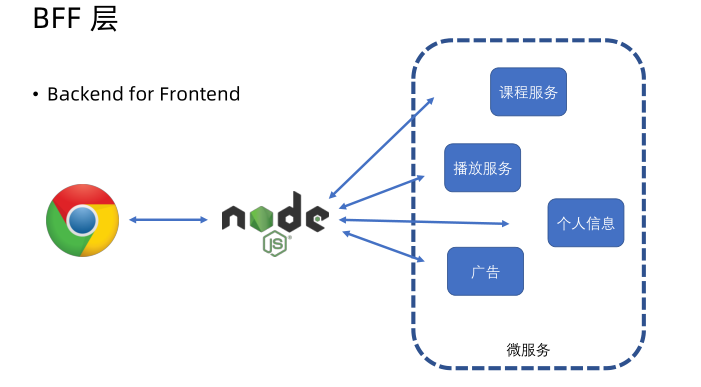 BFF 层
• Backend for Frontend
课程服务
播放服务
个人信息
广告
node
JS
微服务